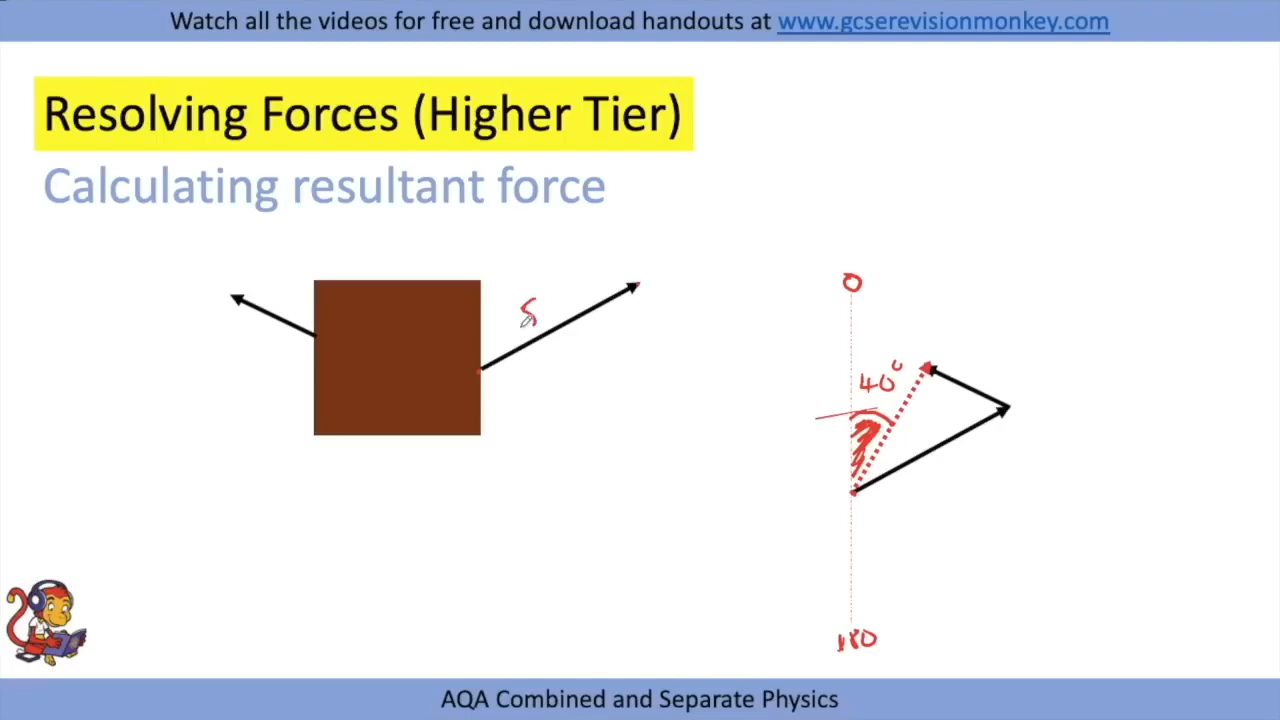 Watch all the videos for free and download handouts at www.gcserevisionmonkey.com
Resolving Forces (Higher Tier)
Calculating resultant force
5
0
40°
180
AQA Combined and Separate Physics